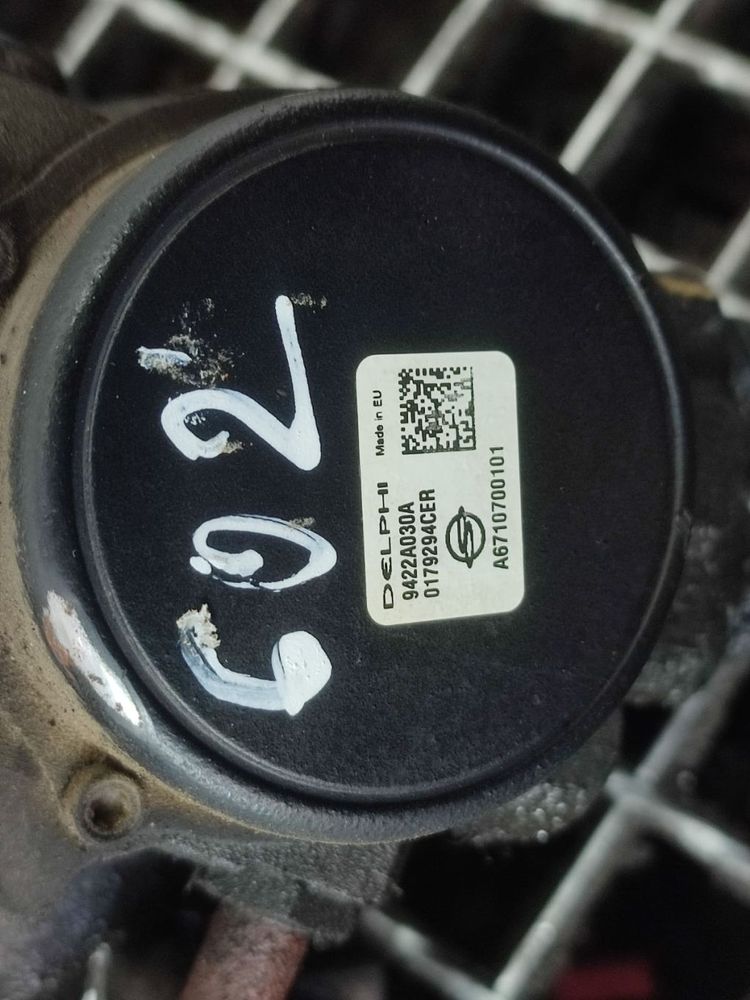 602
DELPHI Made in EU
9422A030A
0179294CER
A6710700101